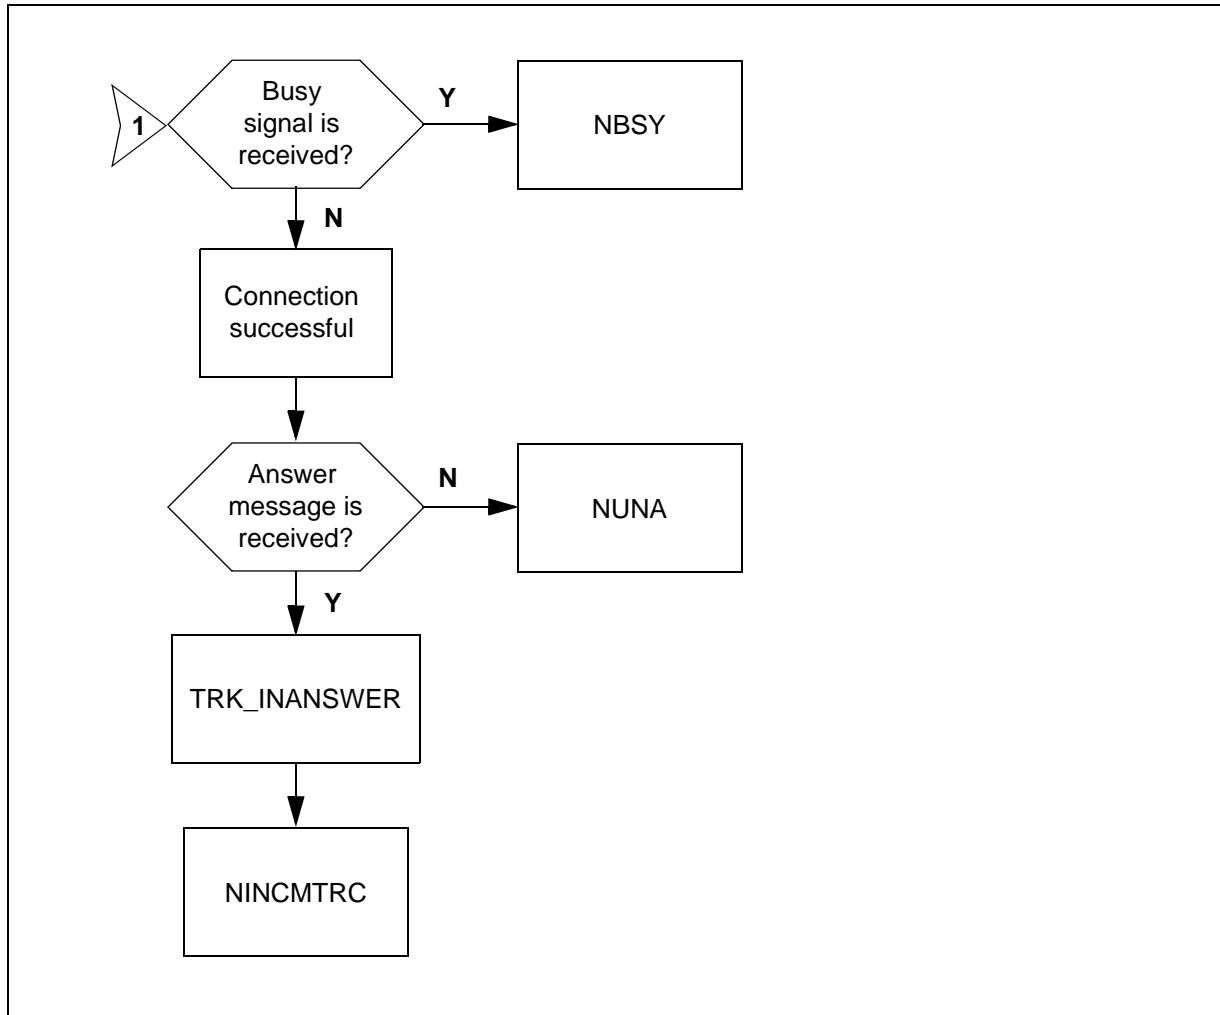 1
Busy
signal is
received?
Y
NBSY
N
Connection
successful
Answer
message is
received?
N
NUNA
Y
TRK_INANSWER
NINCMTRC